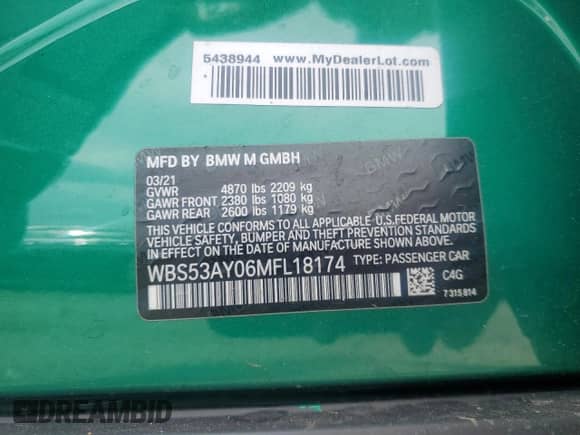 5438944 www.MyDealerLot.com
MFD BY BMW M GMBH
03/21
GVWR 4870 lbs 2209 kg
GAWR FRONT 2380 lbs 1080 kg
GAWR REAR 2600 lbs 1179 kg
THIS VEHICLE CONFORMS TO ALL APPLICABLE U.S.FEDERAL MOTOR
VEHICLE SAFETY, BUMPER, AND THEFT PREVENTION STANDARDS
IN EFFECT ON THE DATE OF MANUFACTURE SHOWN ABOVE.
WBS53AY06MFL18174 TYPE: PASSENGER CAR
C4G
7315814
DREAMBID